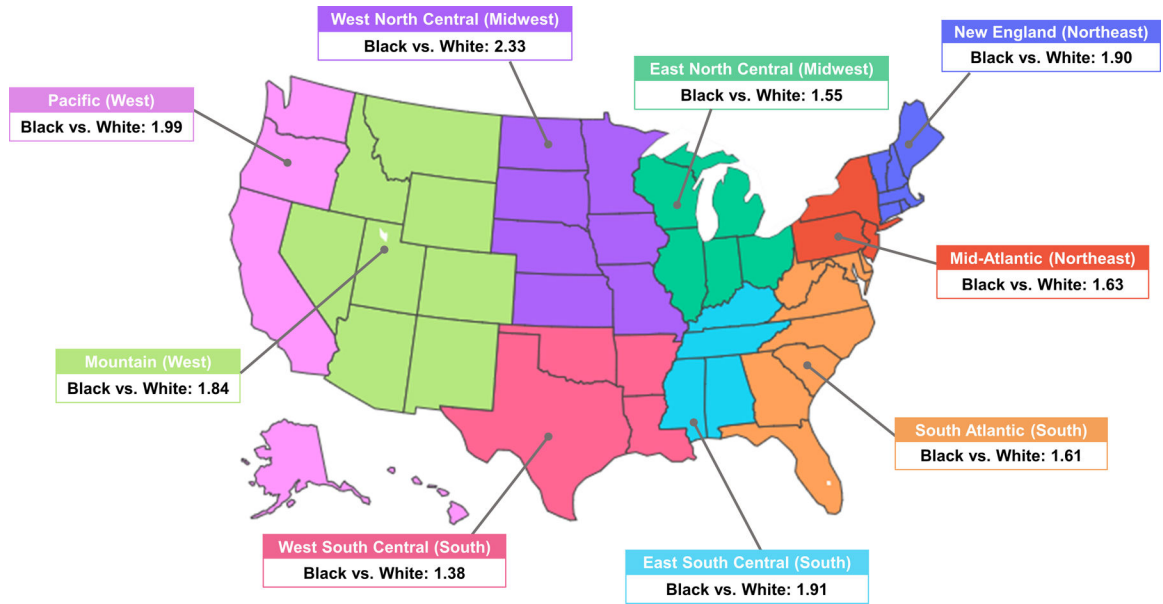 West North Central (Midwest)
Black vs. White: 2.33
New England (Northeast)
Black vs. White: 1.90
East North Central (Midwest)
Black vs. White: 1.55
Pacific (West)
Black vs. White: 1.99
Mid-Atlantic (Northeast)
Black vs. White: 1.63
Mountain (West)
Black vs. White: 1.84
South Atlantic (South)
Black vs. White: 1.61
West South Central (South)
Black vs. White: 1.38
East South Central (South)
Black vs. White: 1.91